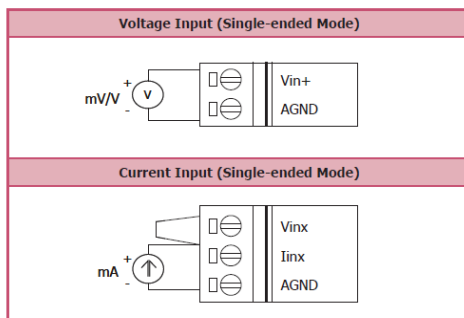 Voltage Input (Single-ended Mode)
mV/V + - V Vin+
AGND
Current Input (Single-ended Mode)
Vinx
mA + - Iinx
AGND